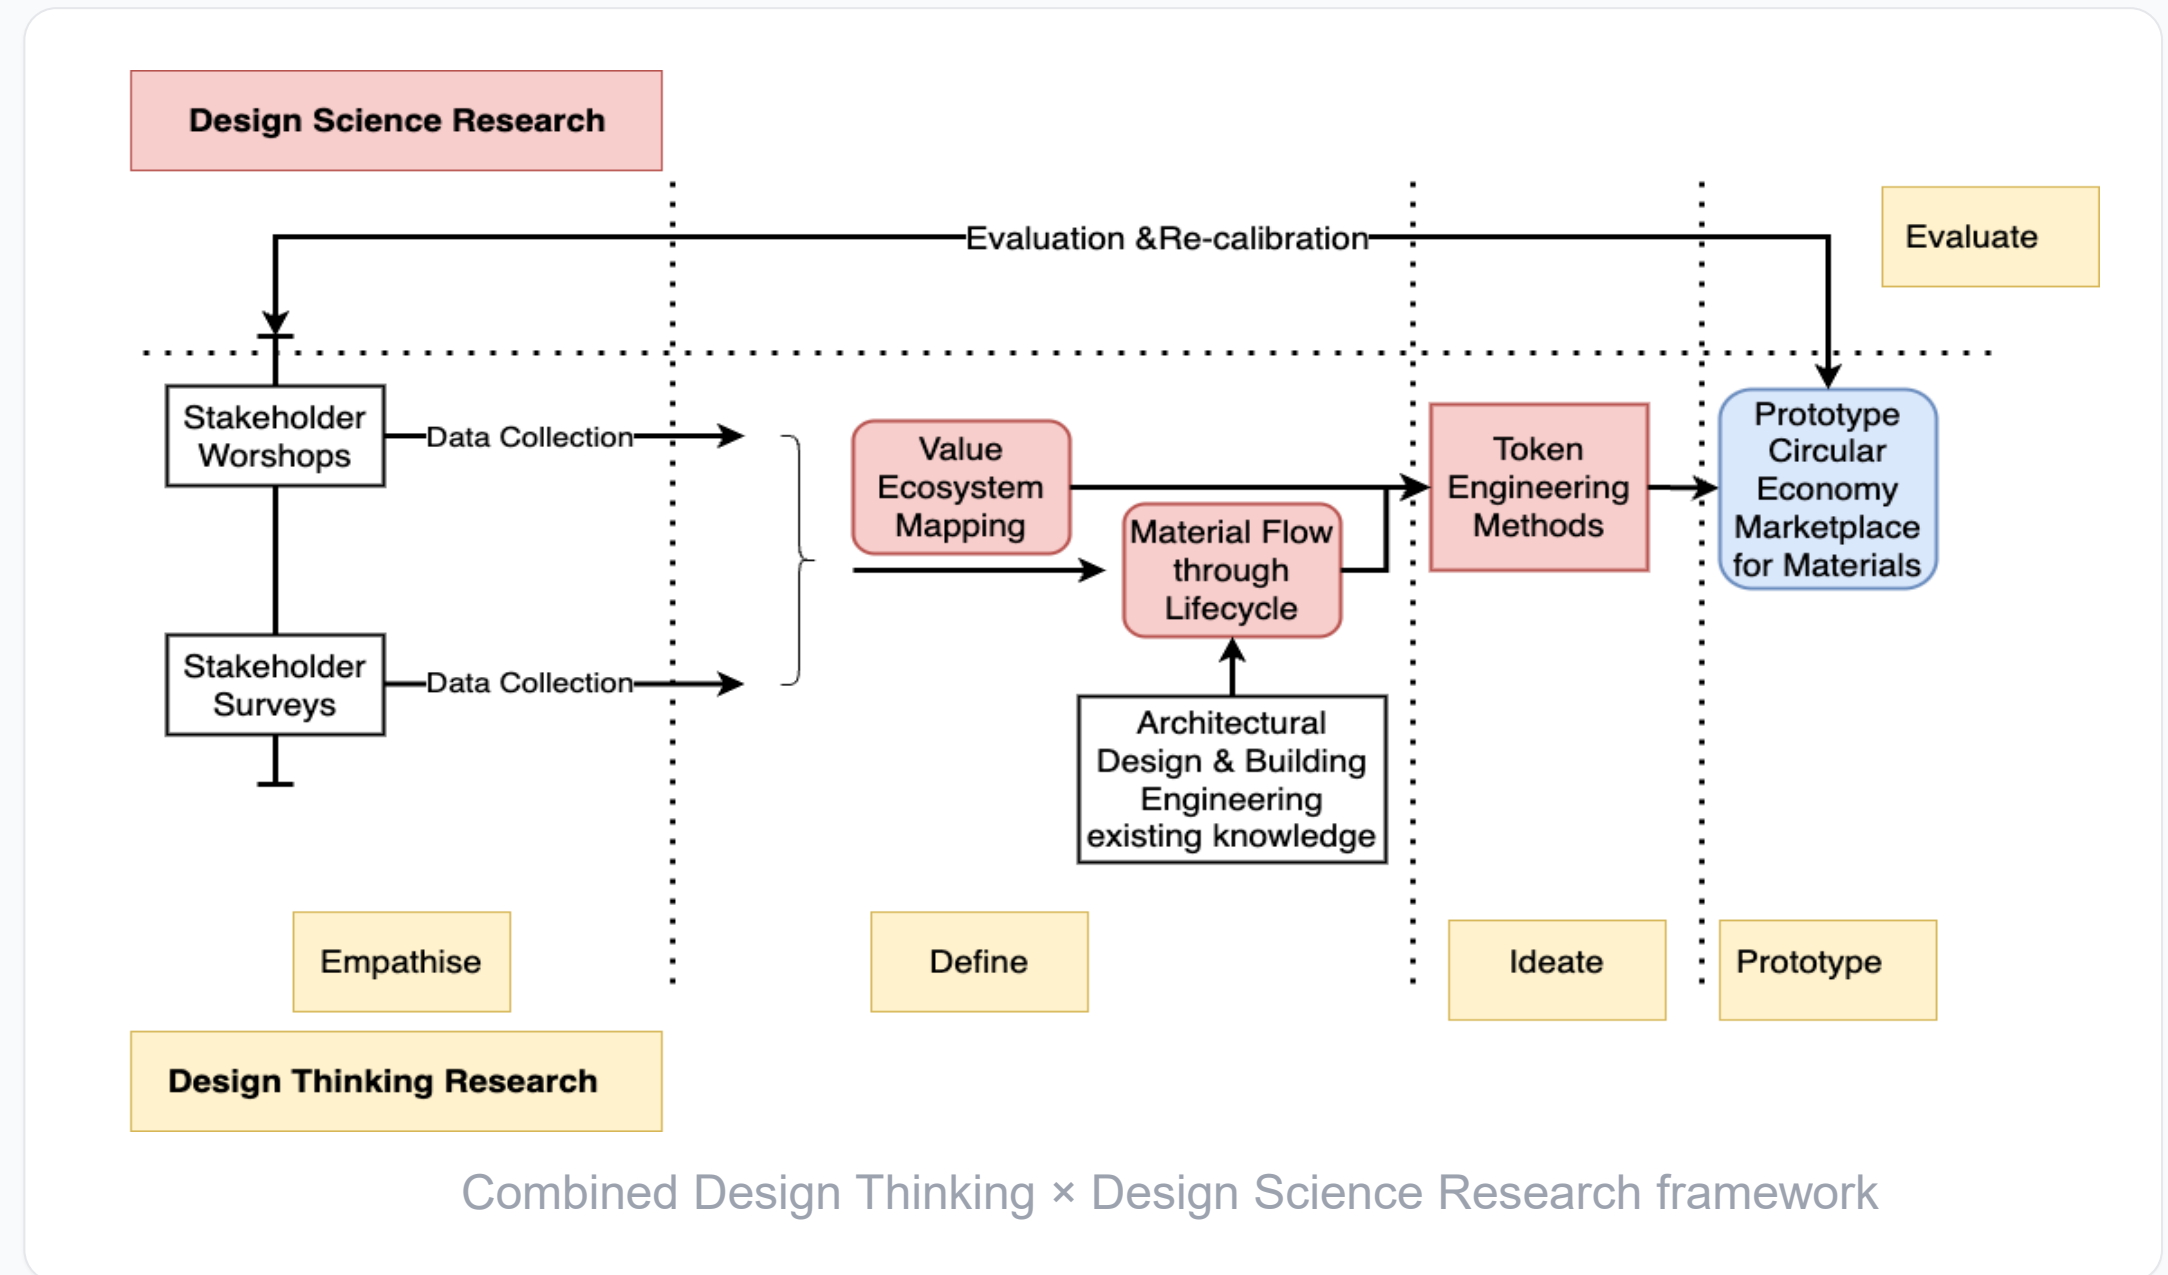 Design Science Research
Evaluation &Re-calibration
Evaluate
Stakeholder
Worshops
Data Collection
Value
Ecosystem
Mapping
Material Flow
through
Lifecycle
Token
Engineering
Methods
Prototype
Circular
Economy
Marketplace
for Materials
Stakeholder
Surveys
Data Collection
Architectural
Design & Building
Engineering
existing knowledge
Empathise
Define
Ideate
Prototype
Design Thinking Research
Combined Design Thinking × Design Science Research framework